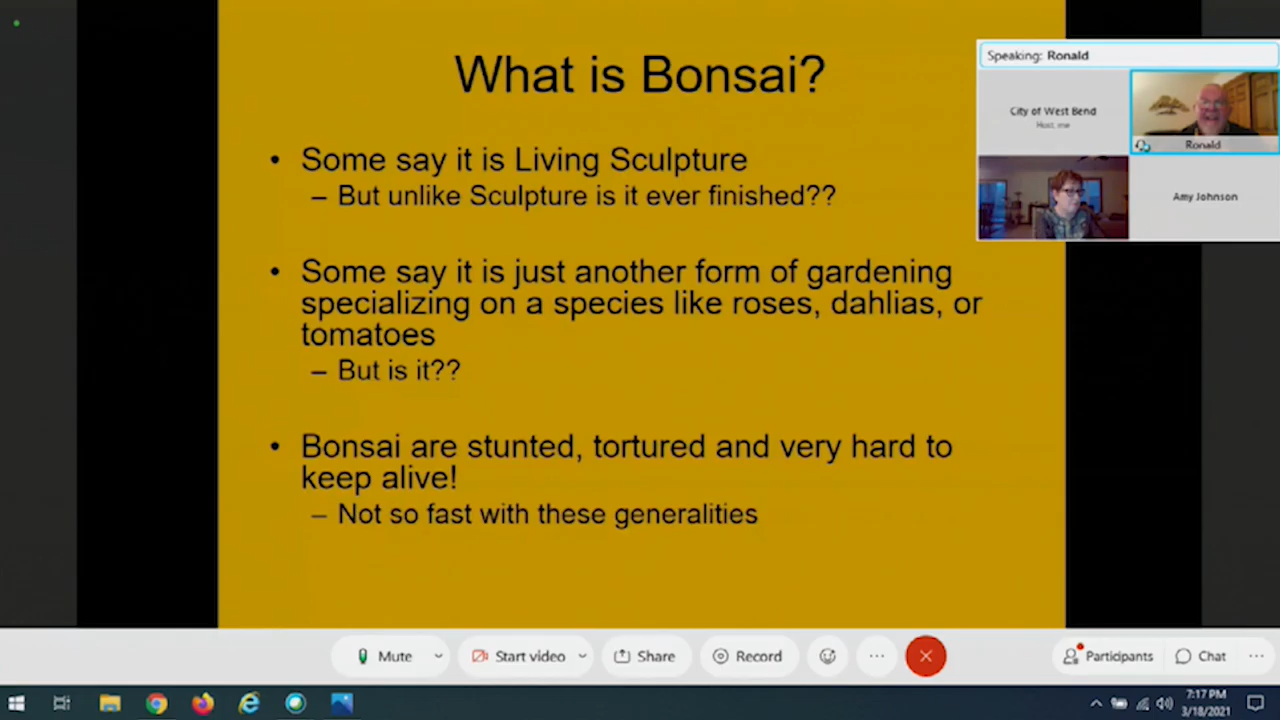 What is Bonsai?
• Some say it is Living Sculpture
– But unlike Sculpture is it ever finished??
• Some say it is just another form of gardening
specializing on a species like roses, dahlias, or
tomatoes
– But is it??
• Bonsai are stunted, tortured and very hard to
keep alive!
– Not so fast with these generalities
Speaking: Ronald
City of West Bend
Host, me
Ronald
Amy Johnson
Mute
Start video
Share
Record
Participants
Chat
7:17 PM
3/18/2021